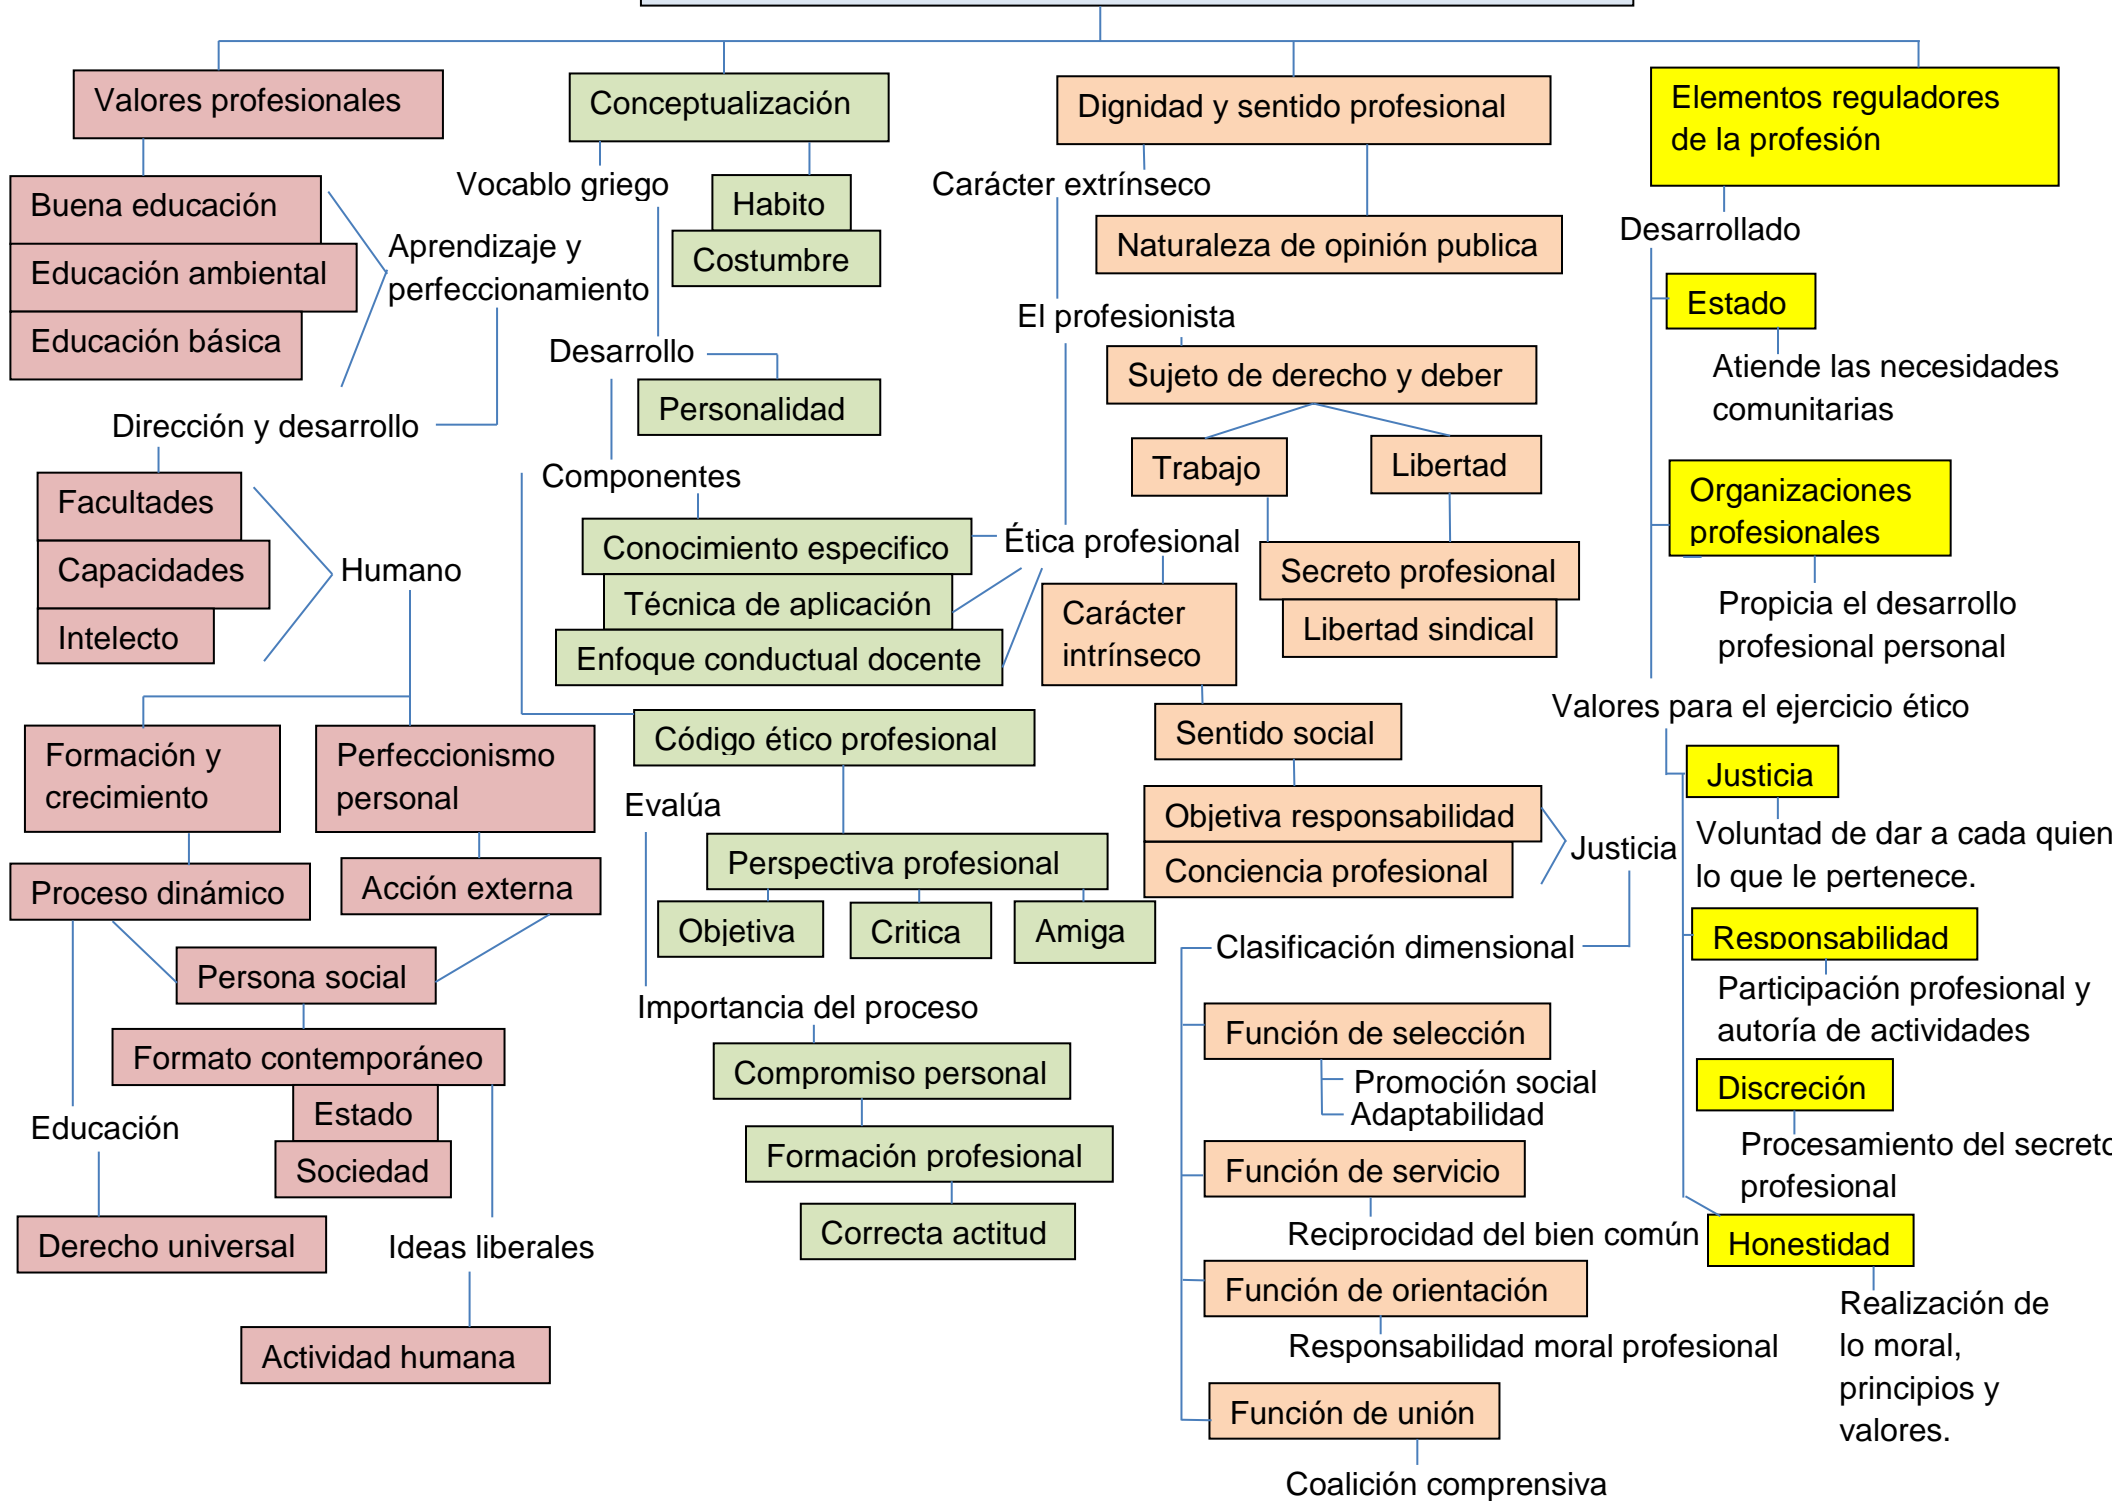 Valores profesionales
Buena educación
Educación ambiental
Educación básica
Aprendizaje y
perfeccionamiento
Dirección y desarrollo
Facultades
Capacidades
Intelecto
Humano
Formación y
crecimiento
Perfeccionismo
personal
Proceso dinámico
Acción externa
Persona social
Formato contemporáneo
Estado
Sociedad
Educación
Derecho universal
Ideas liberales
Actividad humana
Conceptualización
Vocablo griego
Habito
Costumbre
Desarrollo
Personalidad
Componentes
Conocimiento especifico
Técnica de aplicación
Enfoque conductual docente
Código ético profesional
Evalúa
Perspectiva profesional
Objetiva
Critica
Amiga
Importancia del proceso
Compromiso personal
Formación profesional
Correcta actitud
Dignidad y sentido profesional
Carácter extrínseco
Naturaleza de opinión publica
El profesionista
Sujeto de derecho y deber
Trabajo
Libertad
Secreto profesional
Libertad sindical
Ética profesional
Carácter
intrínseco
Sentido social
Objetiva responsabilidad
Conciencia profesional
Justicia
Clasificación dimensional
Función de selección
Promoción social
Adaptabilidad
Función de servicio
Reciprocidad del bien común
Función de orientación
Responsabilidad moral profesional
Función de unión
Coalición comprensiva
Elementos reguladores
de la profesión
Desarrollado
Estado
Atiende las necesidades
comunitarias
Organizaciones
profesionales
Propicia el desarrollo
profesional personal
Valores para el ejercicio ético
Justicia
Voluntad de dar a cada quien
lo que le pertenece.
Responsabilidad
Participación profesional y
autoría de actividades
Discreción
Procesamiento del secreto
profesional
Honestidad
Realización de
lo moral,
principios y
valores.